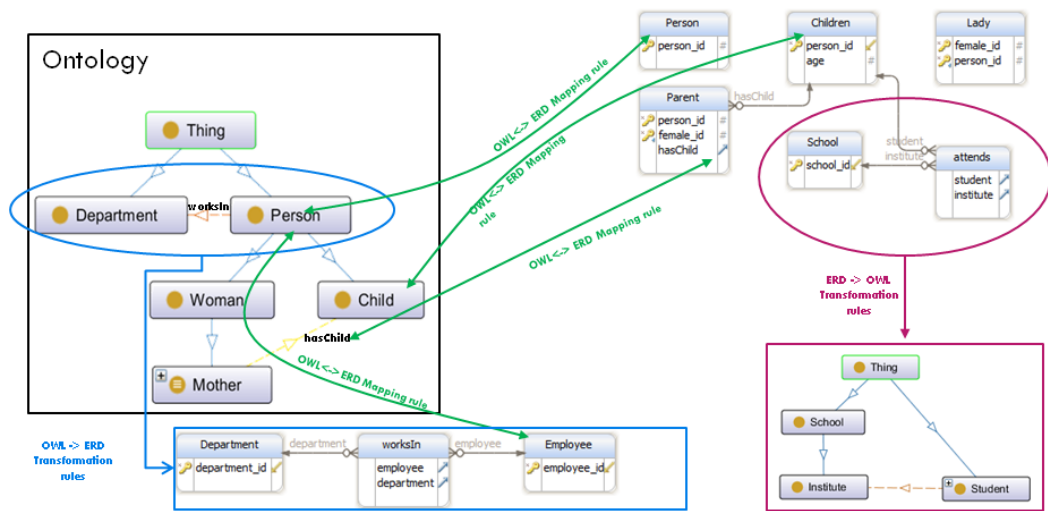 Ontology
Thing
Department
worksIn
Person
Woman
Child
hasChild
Mother
OWL<-> ERD Mapping rule
OWL<-> ERD Mapping
rule
OWL<-> ERD Mapping rule
OWL<-> ERD Mapping rule
Person
person_id
#
Children
person_id
age
#
Lady
female_id
#
person_id
#
Parent
person_id
#
female_id
#
hasChild
hasChild
School
school_id
student
institute
attends
student
institute
ERD -> OWL
Transformation
rules
Thing
School
Institute
Student
OWL -> ERD
Transformation
rules
Department
department_id
department
worksIn
employee
department
employee
Employee
employee_id